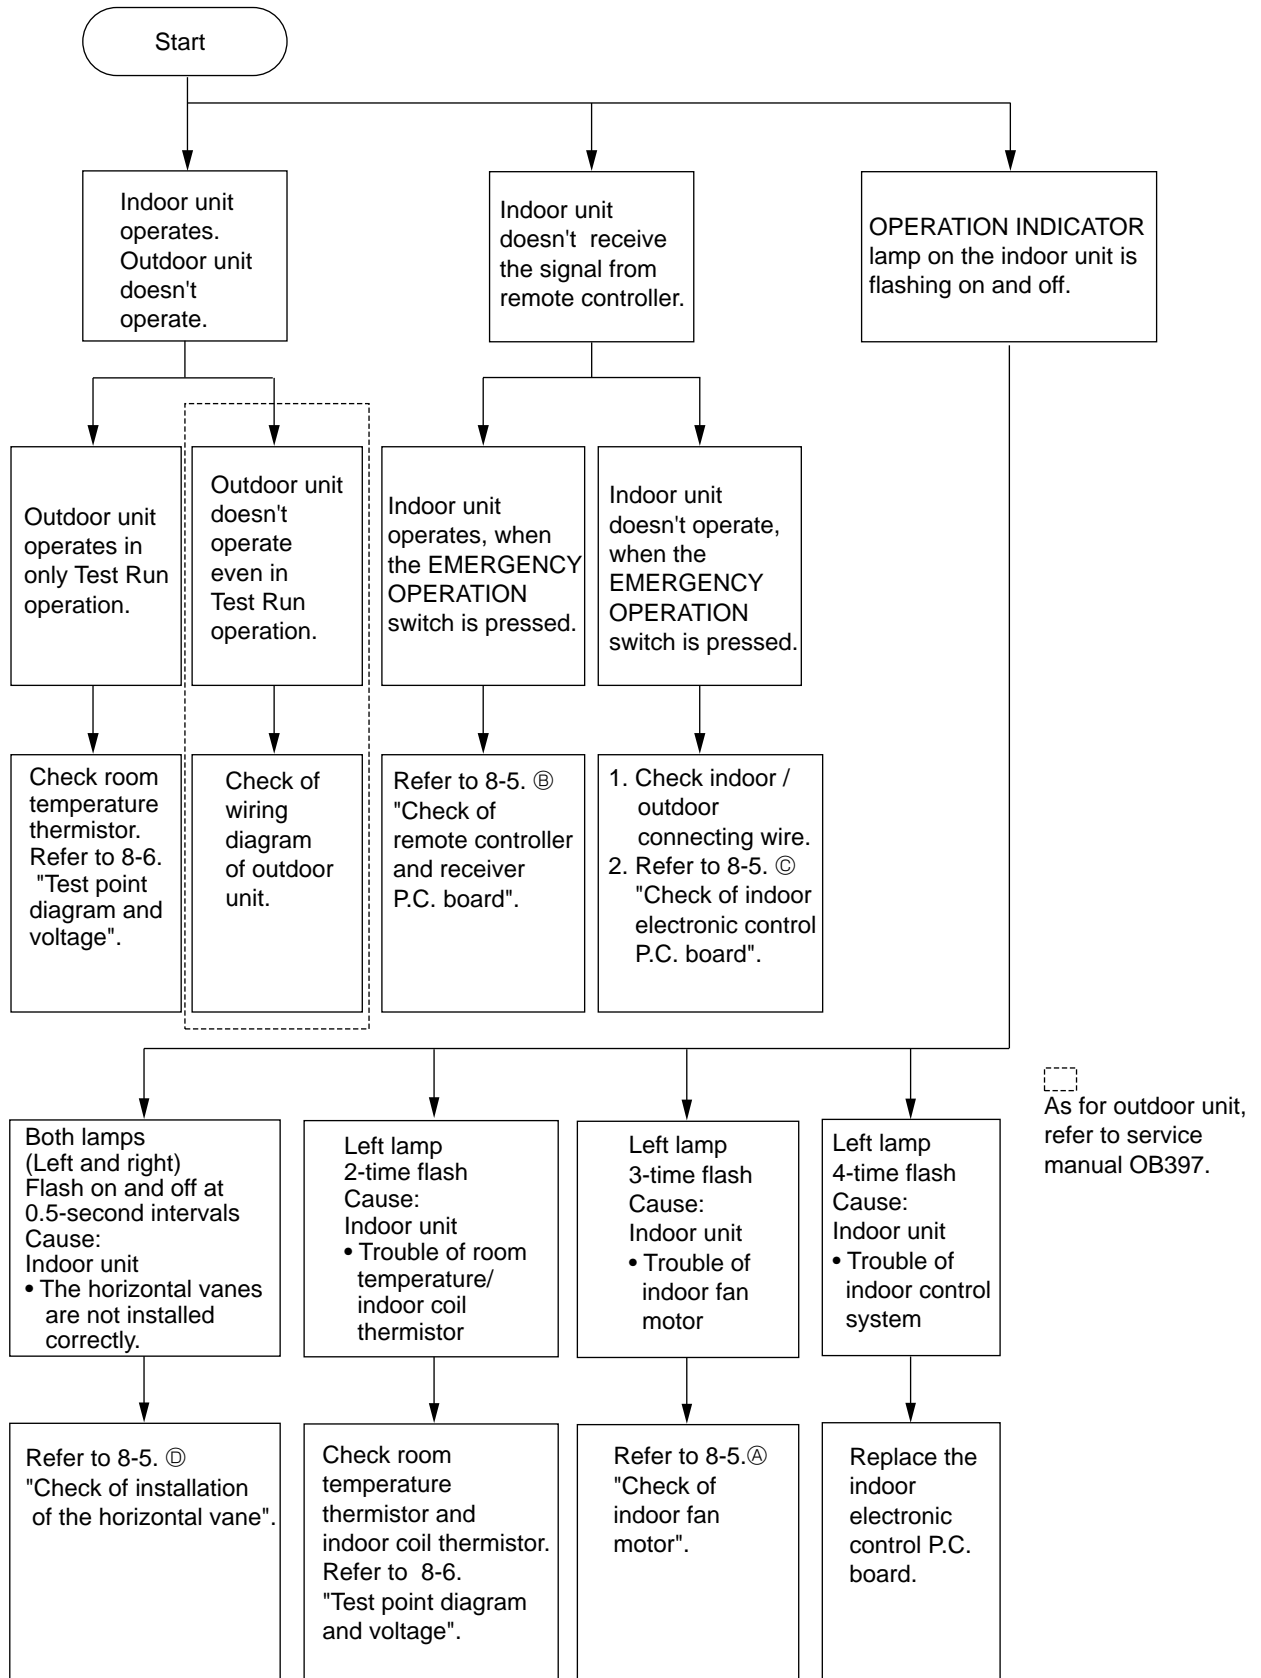 Start
Indoor unit
operates.
Outdoor unit
doesn't
operate.
Indoor unit
doesn't receive
the signal from
remote controller.
OPERATION INDICATOR
lamp on the indoor unit is
flashing on and off.
Outdoor unit
operates in
only Test Run
operation.
Outdoor unit
doesn't
operate
even in
Test Run
operation.
Indoor unit
operates, when
the EMERGENCY
OPERATION
switch is pressed.
Indoor unit
doesn't operate,
when the
EMERGENCY
OPERATION
switch is pressed.
Check room
temperature
thermistor.
Refer to 8-6.
"Test point
diagram and
voltage".
Check of
wiring
diagram
of outdoor
unit.
Refer to 8-5. Ⓑ
"Check of
remote controller
and receiver
P.C. board".
1. Check indoor /
outdoor
connecting wire.
2. Refer to 8-5. Ⓒ
"Check of indoor
electronic control
P.C. board".
As for outdoor unit,
refer to service
manual OB397.
Both lamps
(Left and right)
Flash on and off at
0.5-second intervals
Cause:
Indoor unit
• The horizontal vanes
are not installed
correctly.
Left lamp
2-time flash
Cause:
Indoor unit
• Trouble of room
temperature/
indoor coil
thermistor
Left lamp
3-time flash
Cause:
Indoor unit
• Trouble of
indoor fan
motor
Left lamp
4-time flash
Cause:
Indoor unit
• Trouble of
indoor control
system
Refer to 8-5. Ⓓ
"Check of installation
of the horizontal vane".
Check room
temperature
thermistor and
indoor coil thermistor.
Refer to 8-6.
"Test point diagram
and voltage".
Refer to 8-5.Ⓐ
"Check of
indoor fan
motor".
Replace the
indoor
electronic
control P.C.
board.